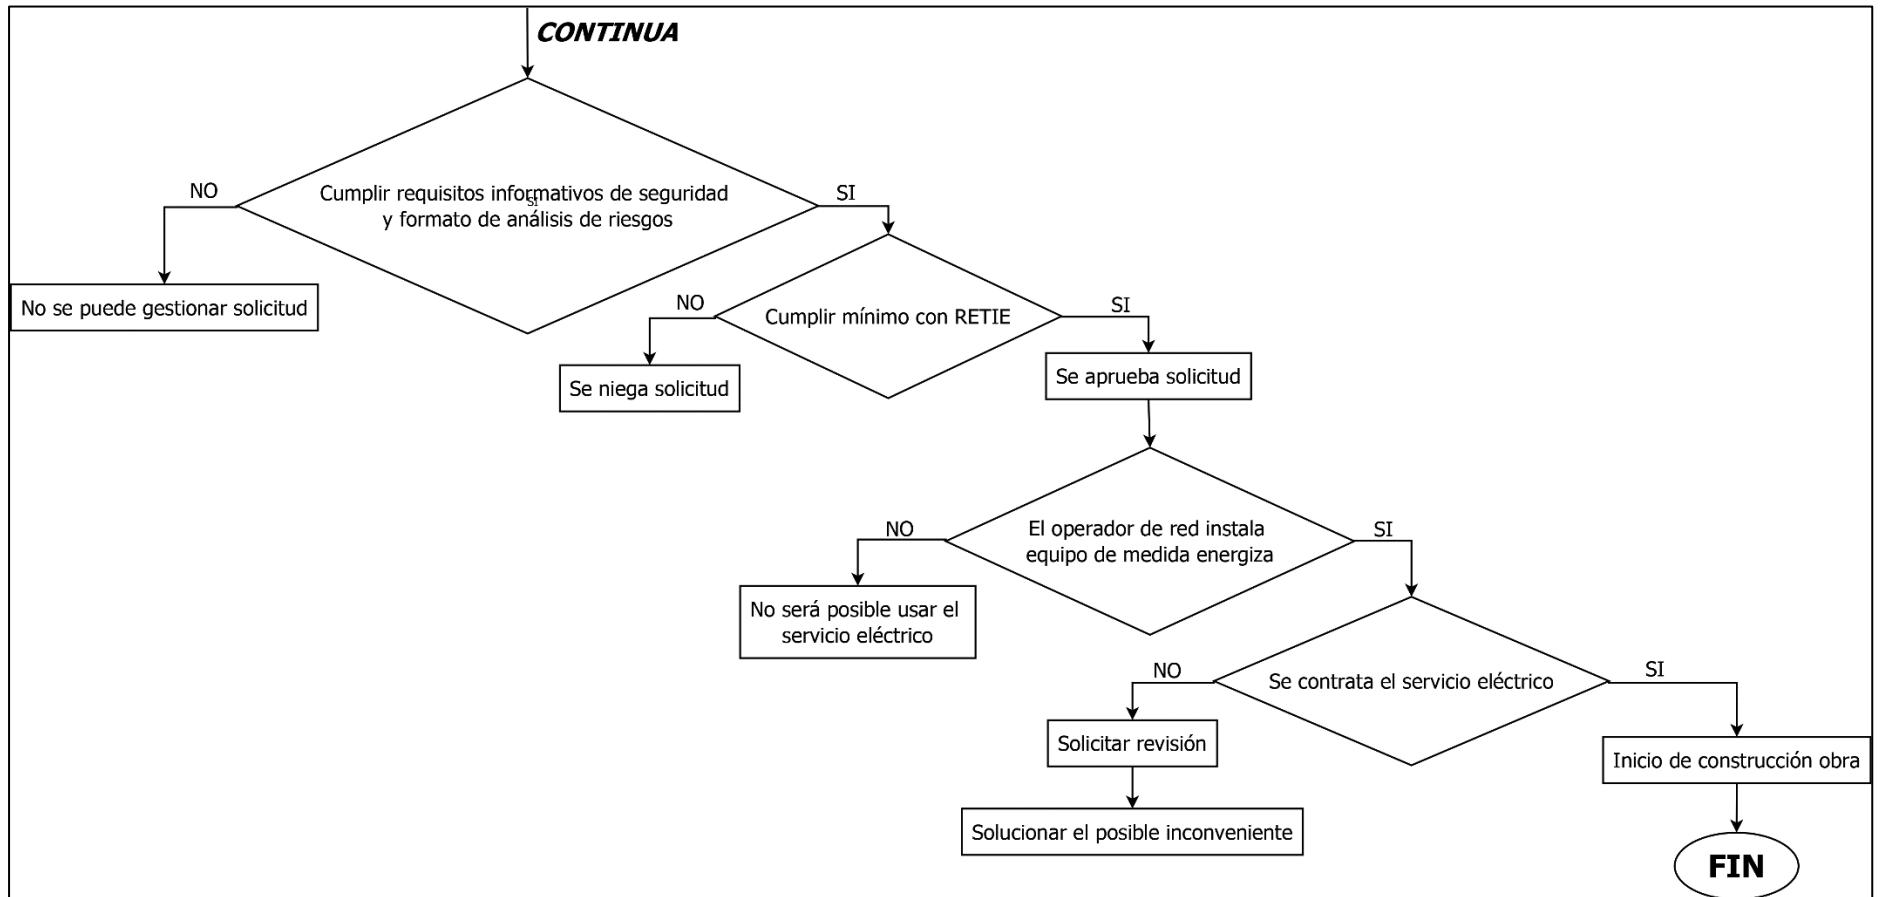 CONTINUA
NO
Cumplir requisitos informativos de seguridad
SI
y formato de análisis de riesgos
SI
No se puede gestionar solicitud
NO
Cumplir mínimo con RETIE
SI
Se niega solicitud
Se aprueba solicitud
NO
El operador de red instala
equipo de medida energiza
SI
No será posible usar el
servicio eléctrico
NO
Se contrata el servicio eléctrico
SI
Solicitar revisión
Inicio de construcción obra
Solucionar el posible inconveniente
FIN